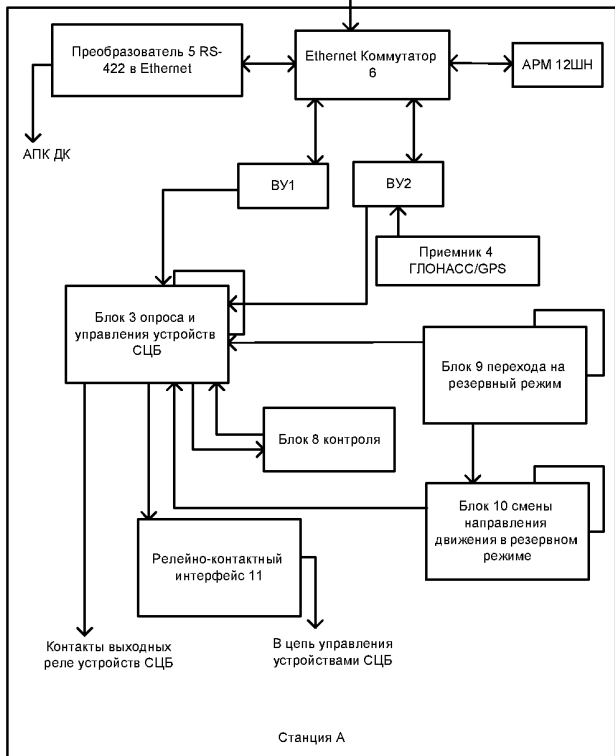 Преобразователь 5 RS-
422 в Ethernet
Ethernet Коммутатор
6
АРМ 12ШН
АПК ДК
ВУ1
ВУ2
Приемник 4
ГЛОНАСС/GPS
Блок 3 опроса и
управления устройств
СЦБ
Блок 9 перехода на
резервный режим
Блок 8 контроля
Блок 10 смены
направления
движения в резервном
режиме
Релейно-контактный
интерфейс 11
Контакты выходных
реле устройств СЦБ
В цепь управления
устройствами СЦБ
Станция А